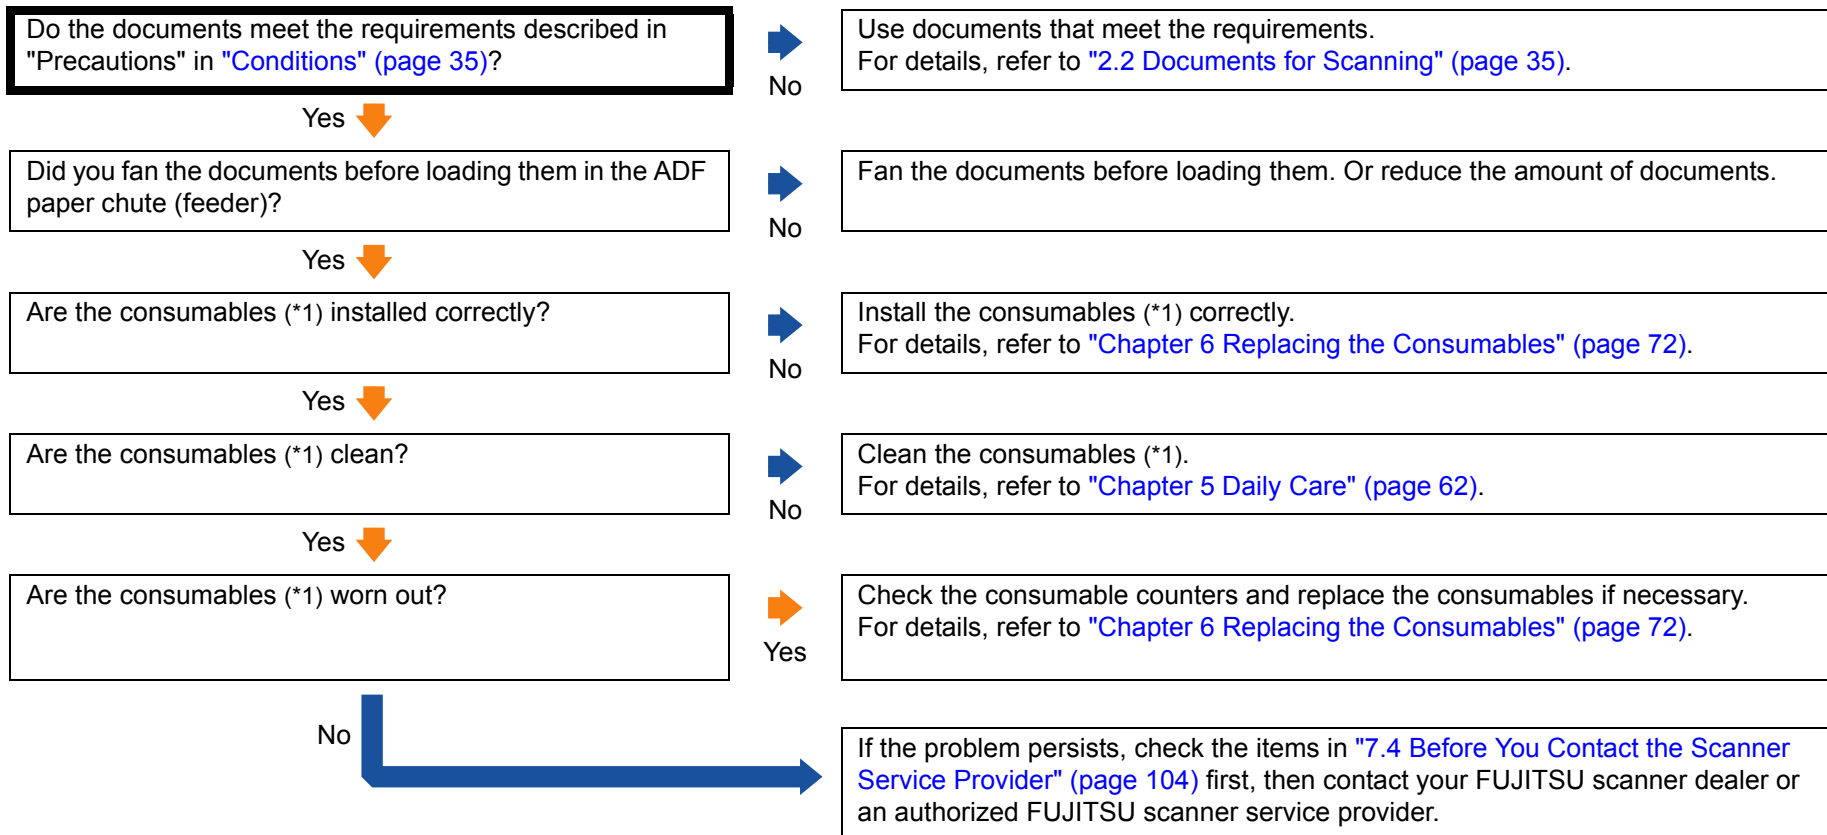 Do the documents meet the requirements described in
"Precautions" in "Conditions" (page 35)?
No
Use documents that meet the requirements.
For details, refer to "2.2 Documents for Scanning" (page 35).
Yes
Did you fan the documents before loading them in the ADF
paper chute (feeder)?
No
Fan the documents before loading them. Or reduce the amount of documents.
Yes
Are the consumables (*1) installed correctly?
No
Install the consumables (*1) correctly.
For details, refer to "Chapter 6 Replacing the Consumables" (page 72).
Yes
Are the consumables (*1) clean?
No
Clean the consumables (*1).
For details, refer to "Chapter 5 Daily Care" (page 62).
Yes
Are the consumables (*1) worn out?
Yes
Check the consumable counters and replace the consumables if necessary.
For details, refer to "Chapter 6 Replacing the Consumables" (page 72).
No
If the problem persists, check the items in "7.4 Before You Contact the Scanner
Service Provider" (page 104) first, then contact your FUJITSU scanner dealer or
an authorized FUJITSU scanner service provider.